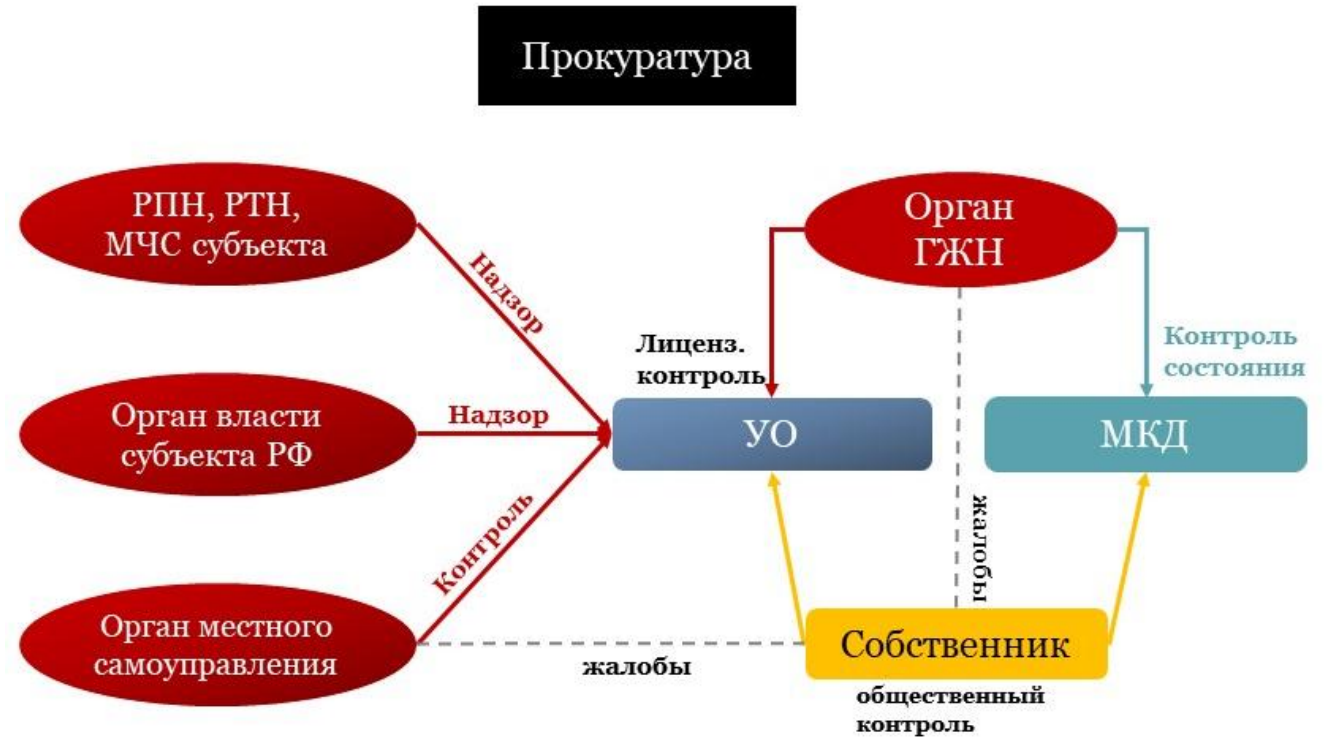 Прокуратура
РПН, РТН,
МЧС субъекта
Орган
ГЖН
Надзор
Лиценз.
контроль
Контроль
состояния
Орган власти
субъекта РФ
Надзор
УО
МКД
Контроль
жалобы
Орган местного
самоуправления
жалобы
Собственник
общественный
контроль